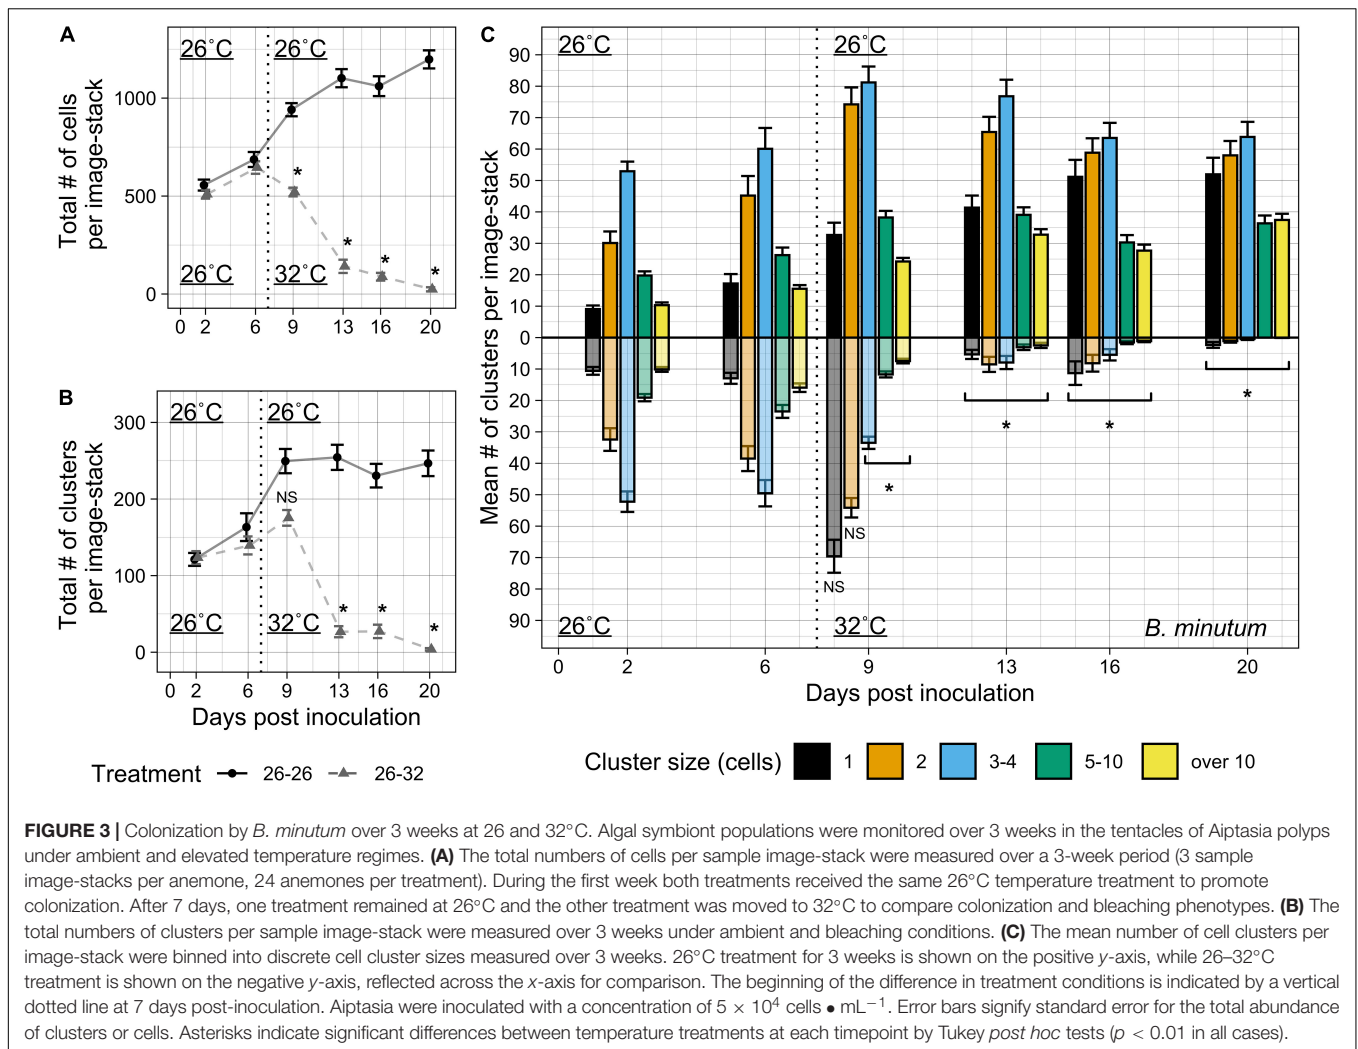 A
26°C
26°C
Total # of cells
per image-stack
1000
500
0
26°C
32°C
*
*
*
*
0 2 6 9 13 16 20
B
26°C
26°C
Total # of clusters
per image-stack
300
200
100
0
NS
26°C
32°C
*
*
*
0 2 6 9 13 16 20
Days post inoculation
Treatment 26-26 26-32
C
26°C
26°C
Mean # of clusters per image-stack
90
80
70
60
50
40
30
20
10
0
10
20
30
40
50
60
70
80
90
*
*
*
*
NS
NS
26°C
32°C
B. minutum
0 2 6 9 13 16 20
Days post inoculation
Cluster size (cells) 1 2 3-4 5-10 over 10
FIGURE 3 | Colonization by B. minutum over 3 weeks at 26 and 32°C. Algal symbiont populations were monitored over 3 weeks in the tentacles of Aiptasia polyps
under ambient and elevated temperature regimes. (A) The total numbers of cells per sample image-stack were measured over a 3-week period (3 sample
image-stacks per anemone, 24 anemones per treatment). During the first week both treatments received the same 26°C temperature treatment to promote
colonization. After 7 days, one treatment remained at 26°C and the other treatment was moved to 32°C to compare colonization and bleaching phenotypes. (B) The
total numbers of clusters per sample image-stack were measured over 3 weeks under ambient and bleaching conditions. (C) The mean number of cell clusters per
image-stack were binned into discrete cell cluster sizes measured over 3 weeks. 26°C treatment for 3 weeks is shown on the positive y-axis, while 26–32°C
treatment is shown on the negative y-axis, reflected across the x-axis for comparison. The beginning of the difference in treatment conditions is indicated by a vertical
dotted line at 7 days post-inoculation. Aiptasia were inoculated with a concentration of 5 × 10⁴ cells • mL⁻¹. Error bars signify standard error for the total abundance
of clusters or cells. Asterisks indicate significant differences between temperature treatments at each timepoint by Tukey post hoc tests (p < 0.01 in all cases).